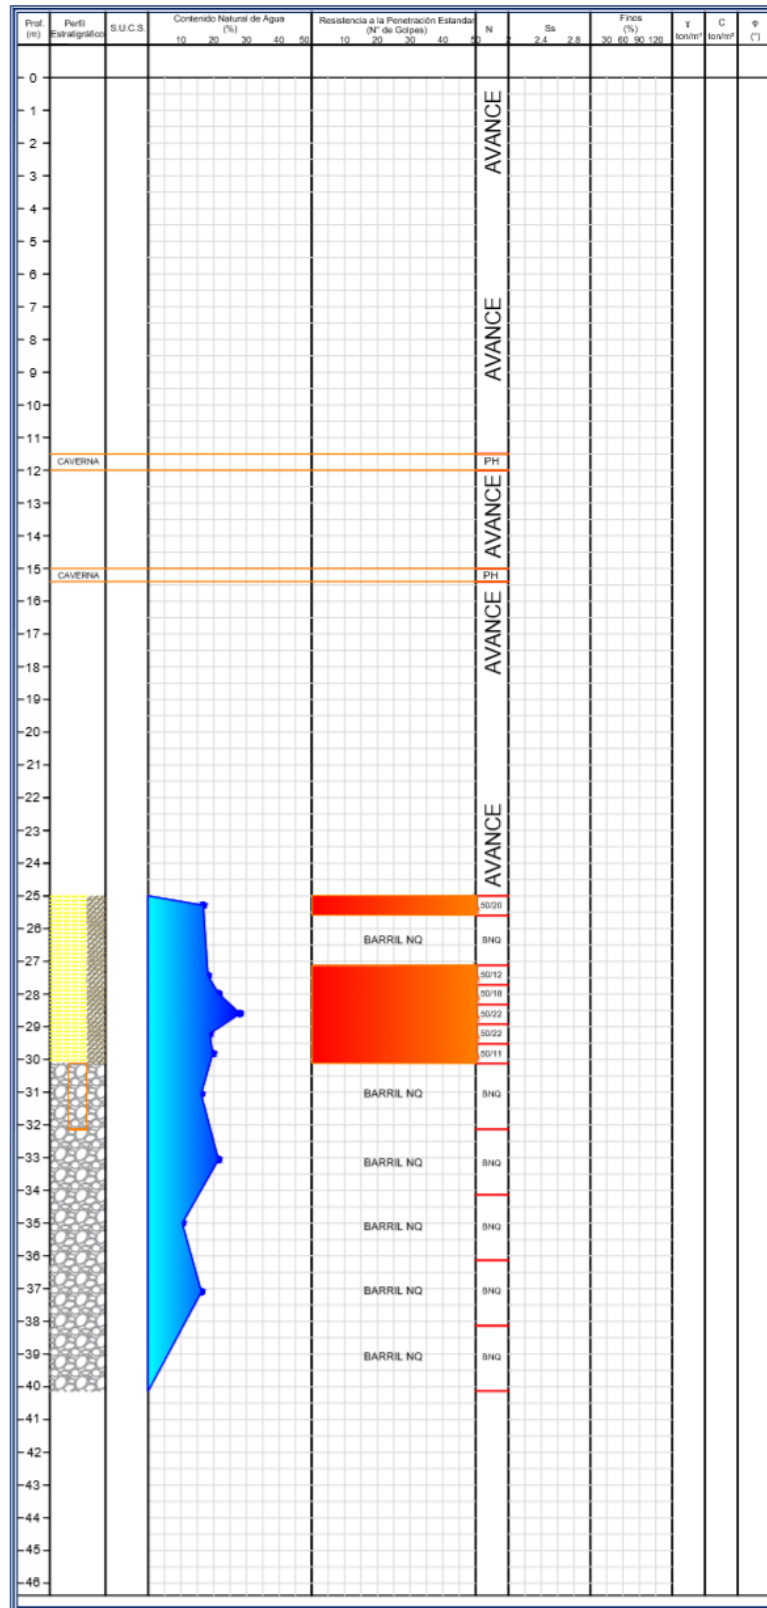 Prof.
(m)
Perfil
Estratigráfico
S.U.C.S.
Contenido Natural de Agua
(%)
10 20 30 40 50
Resistencia a la Penetración Estandar
(N° de Golpes)
10 20 30 40 50
N
Ss
2 2.4 2.8
Finos
(%)
30 60 90 120
γ
ton/m³
C
ton/m²
φ
(°)
0
AVANCE
1
2
3
4
5
6
7
AVANCE
8
9
10
11
CAVERNA PH
12
13
AVANCE
14
15
CAVERNA PH
16
AVANCE
17
18
19
20
21
22
23
AVANCE
24
25
50/20
26
BARRIL NQ BNQ
27
50/12
28
50/18
50/22
29
50/22
50/11
30
31
BARRIL NQ BNQ
32
33
BARRIL NQ BNQ
34
35
BARRIL NQ BNQ
36
37
BARRIL NQ BNQ
38
39
BARRIL NQ BNQ
40
41
42
43
44
45
46